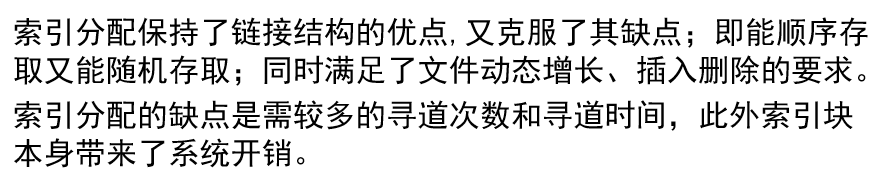 索引分配保持了链接结构的优点,又克服了其缺点；即能顺序存
取又能随机存取；同时满足了文件动态增长、插入删除的要求。
索引分配的缺点是需较多的寻道次数和寻道时间，此外索引块
本身带来了系统开销。